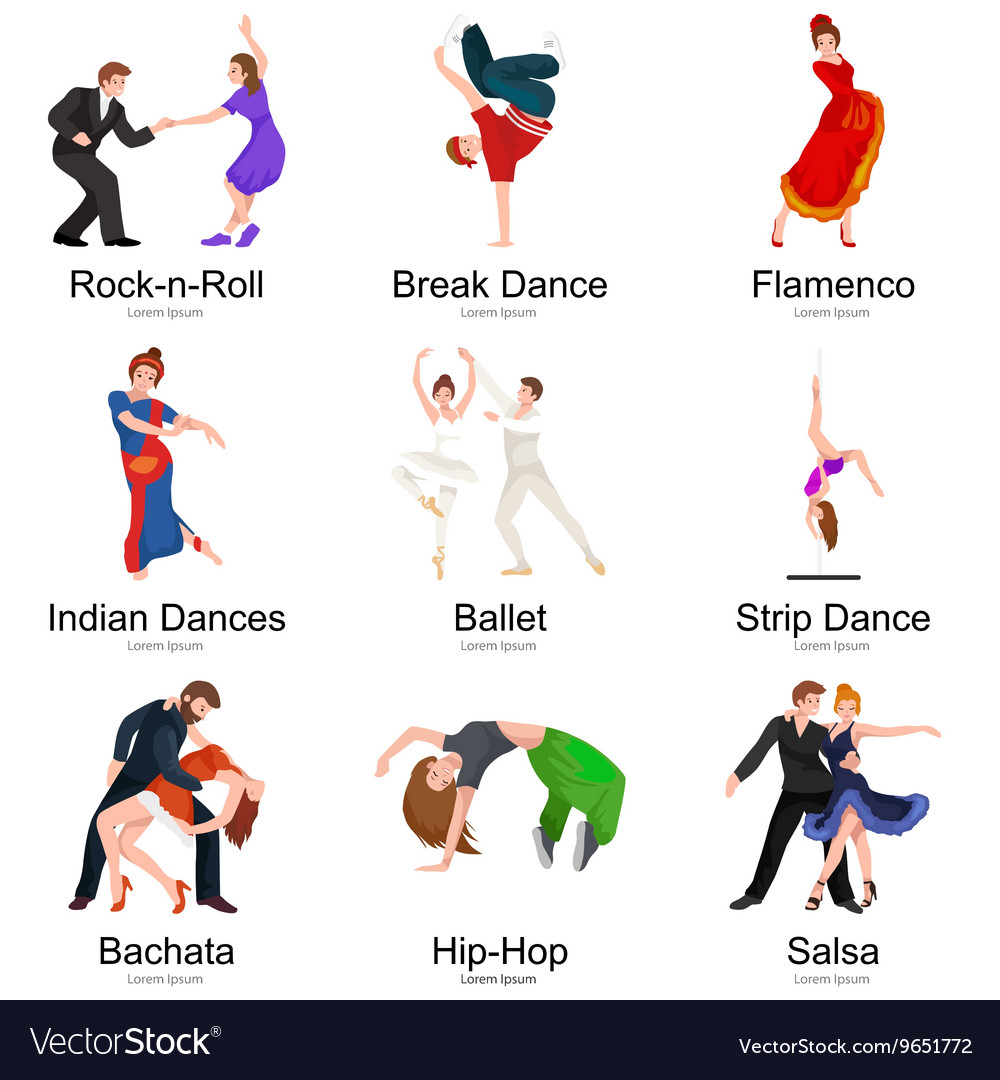 Rock-n-Roll
Lorem Ipsum
Break Dance
Lorem Ipsum
Flamenco
Lorem Ipsum
Indian Dances
Lorem Ipsum
Ballet
Lorem Ipsum
Strip Dance
Lorem Ipsum
Bachata
Lorem Ipsum
Hip-Hop
Lorem Ipsum
Salsa
Lorem Ipsum
VectorStock®
VectorStock.com/9651772